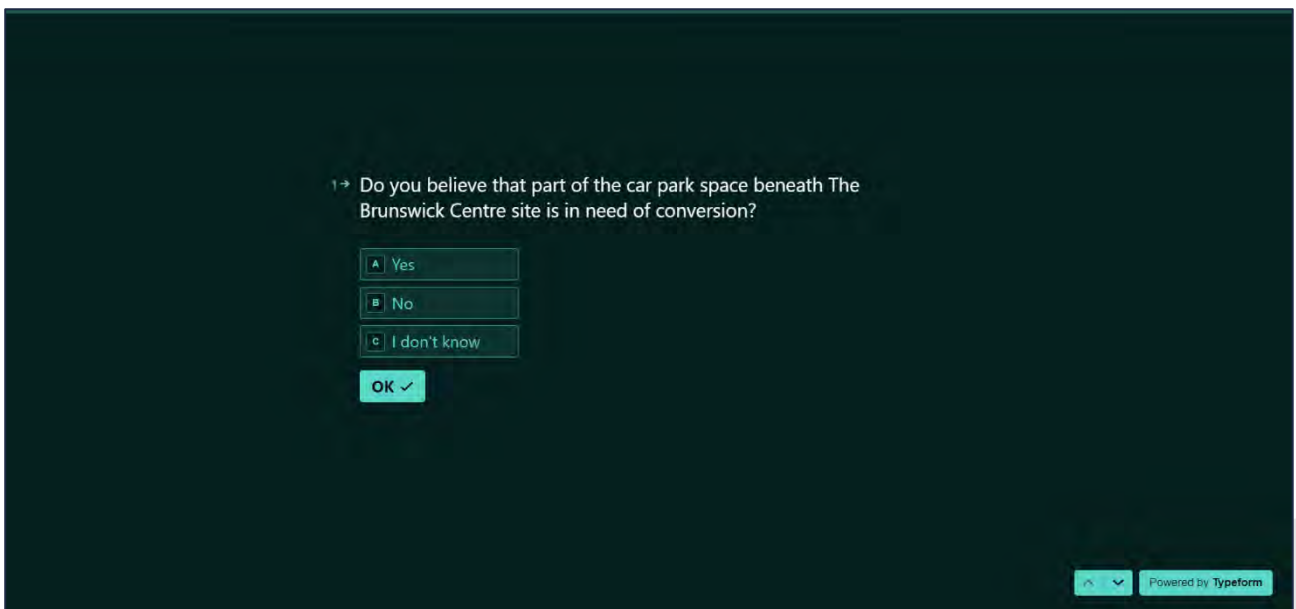 1→ Do you believe that part of the car park space beneath The
Brunswick Centre site is in need of conversion?
A Yes
B No
C I don't know
OK ✓
Powered by Typeform